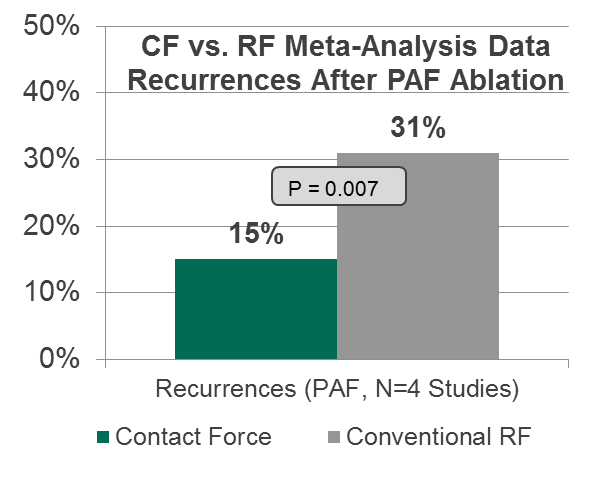 50%
CF vs. RF Meta-Analysis Data
Recurrences After PAF Ablation
40%
31%
30%
P = 0.007
20%
15%
10%
0%
Recurrences (PAF, N=4 Studies)
Contact Force
Conventional RF